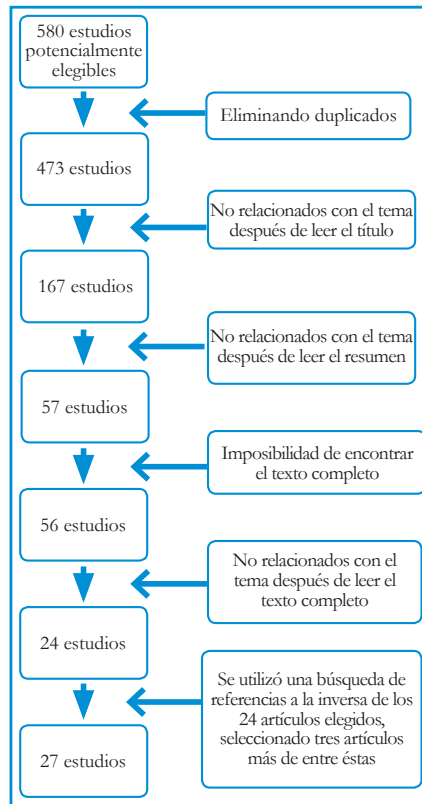 580 estudios
potencialmente
elegibles
Eliminando duplicados
473 estudios
No relacionados con el tema
después de leer el título
167 estudios
No relacionados con el tema
después de leer el resumen
57 estudios
Imposibilidad de encontrar
el texto completo
56 estudios
No relacionados con el
tema después de leer el
texto completo
24 estudios
Se utilizó una búsqueda de
referencias a la inversa de los
24 artículos elegidos,
seleccionado tres artículos
más de entre éstas
27 estudios